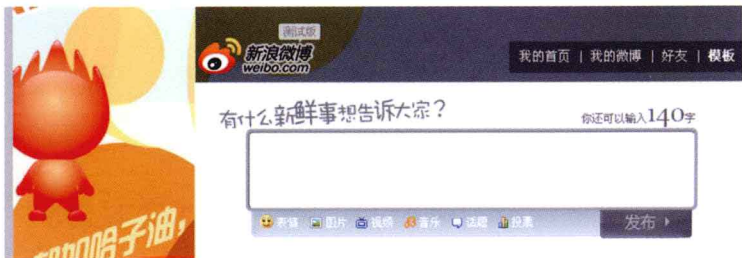 测试版
新浪微博
weibo.com
我的首页 | 我的微博 | 好友 | 模板
有什么新鲜事想告诉大家？
你还可以输入140字
表情 图片 视频 音乐 话题 投票
发布
哈子油，